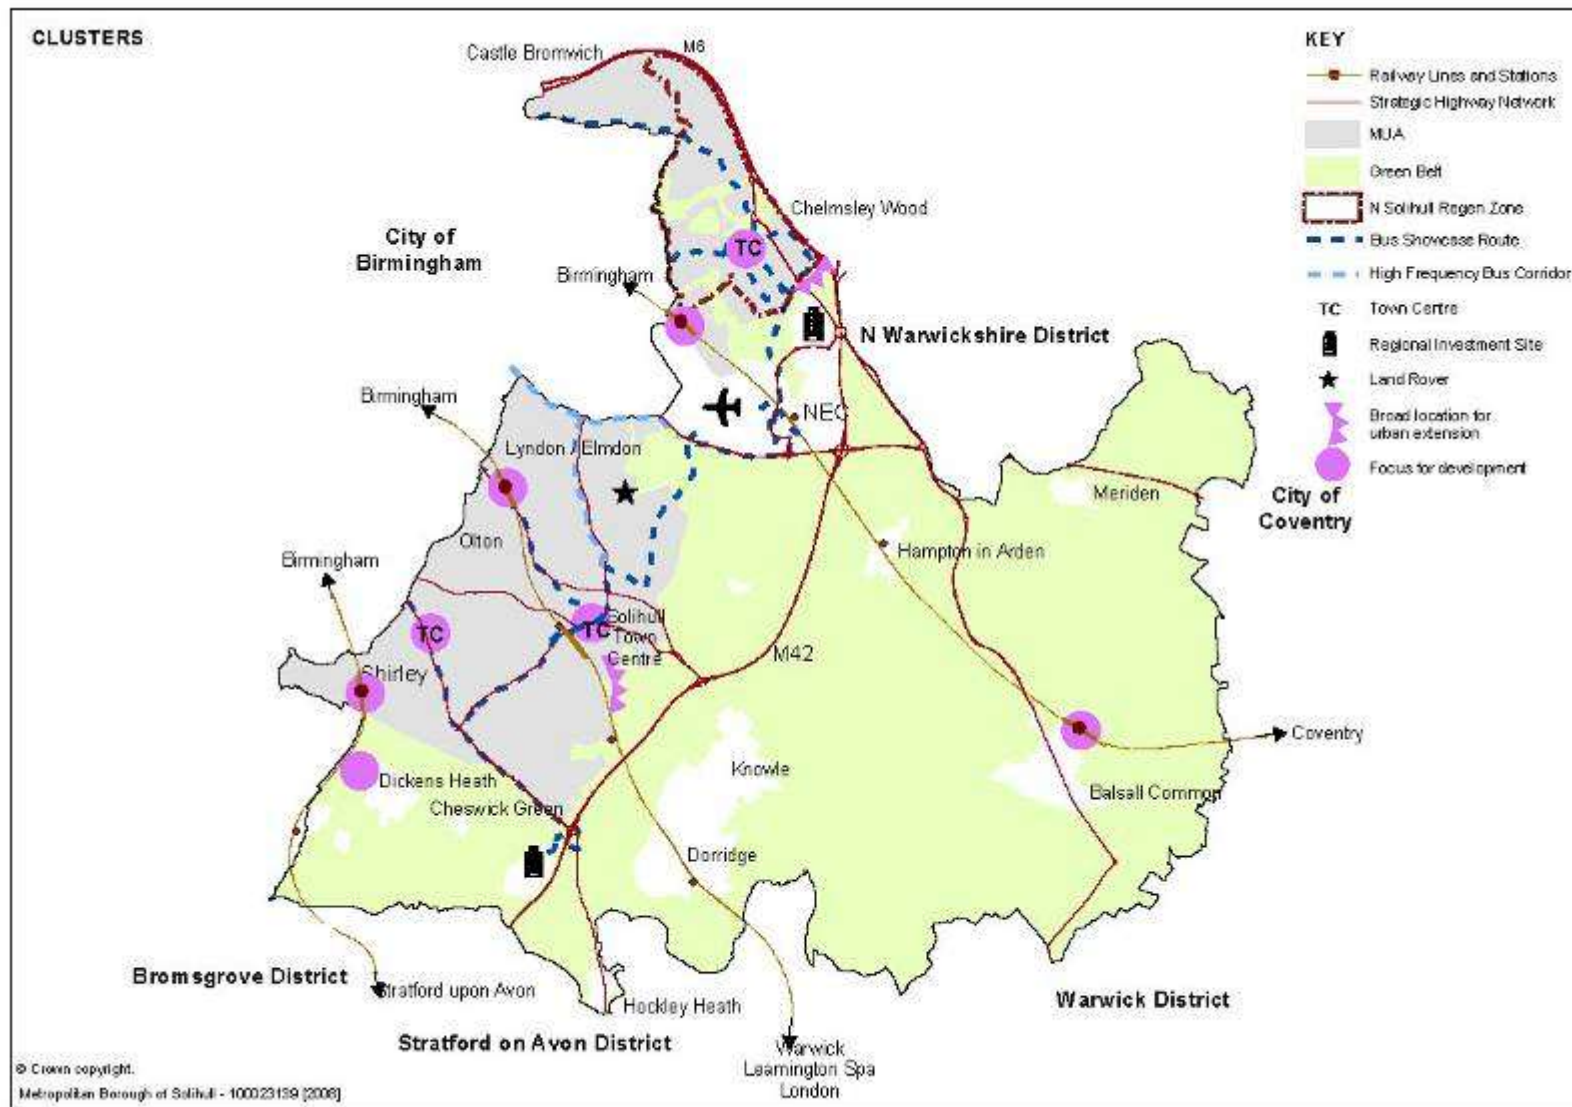 CLUSTERS
Castle Bromwich
M6
Chelmsley Wood
TC
City of
Birmingham
Birmingham
N Warwickshire District
Birmingham
NEC
Lyndon / Elmdon
Meriden
City of
Coventry
Olton
Hampton in Arden
Birmingham
TC
TC
Solihull
Town
Centre
M42
Shirley
Coventry
Knowle
Dickens Heath
Balsall Common
Cheswick Green
Dorridge
Bromsgrove District
Stratford upon Avon
Hockley Heath
Warwick District
Stratford on Avon District
Warwick
Leamington Spa
London
KEY
Railway Lines and Stations
Strategic Highway Network
MUA
Green Belt
N Solihull Regen Zone
Bus Showcase Route
High Frequency Bus Corridor
TC Town Centre
Regional Investment Site
Land Rover
Broad location for
urban extension
Focus for development
© Crown copyright.
Metropolitan Borough of Solihull - 100023139 [2008]